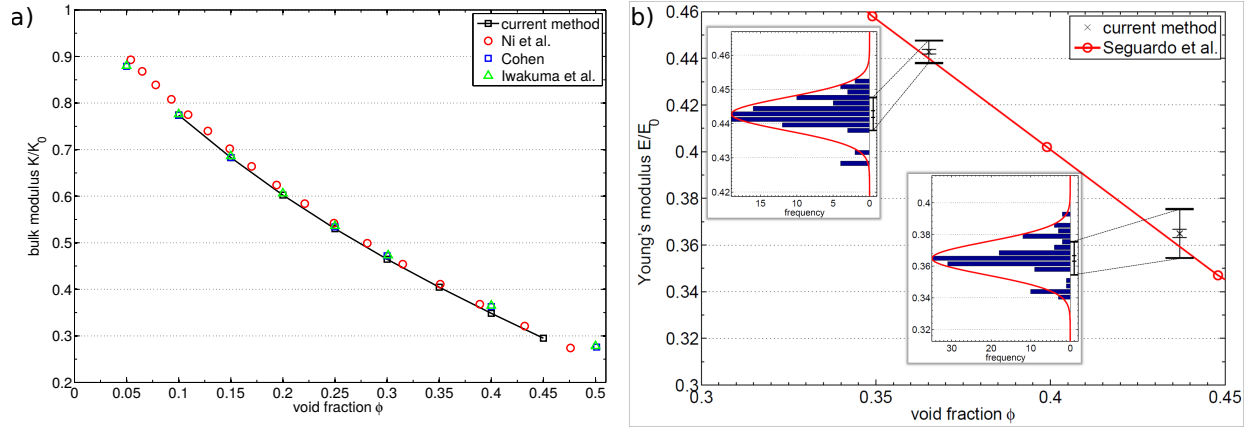 a)
current method
Ni et al.
Cohen
Iwakuma et al.
bulk modulus K/K0
1
0.9
0.8
0.7
0.6
0.5
0.4
0.3
0.2
0 0.05 0.1 0.15 0.2 0.25 0.3 0.35 0.4 0.45 0.5
void fraction ϕ
b)
current method
Seguardo et al.
Young's modulus E/E0
0.46
0.44
0.42
0.4
0.38
0.36
0.34
0.32
0.3
0.3 0.35 0.4 0.45
void fraction ϕ
0.46
0.45
0.44
0.43
0.42
15 10 5 0
frequency
0.4
0.38
0.36
0.34
0.32
30 20 10 0
frequency